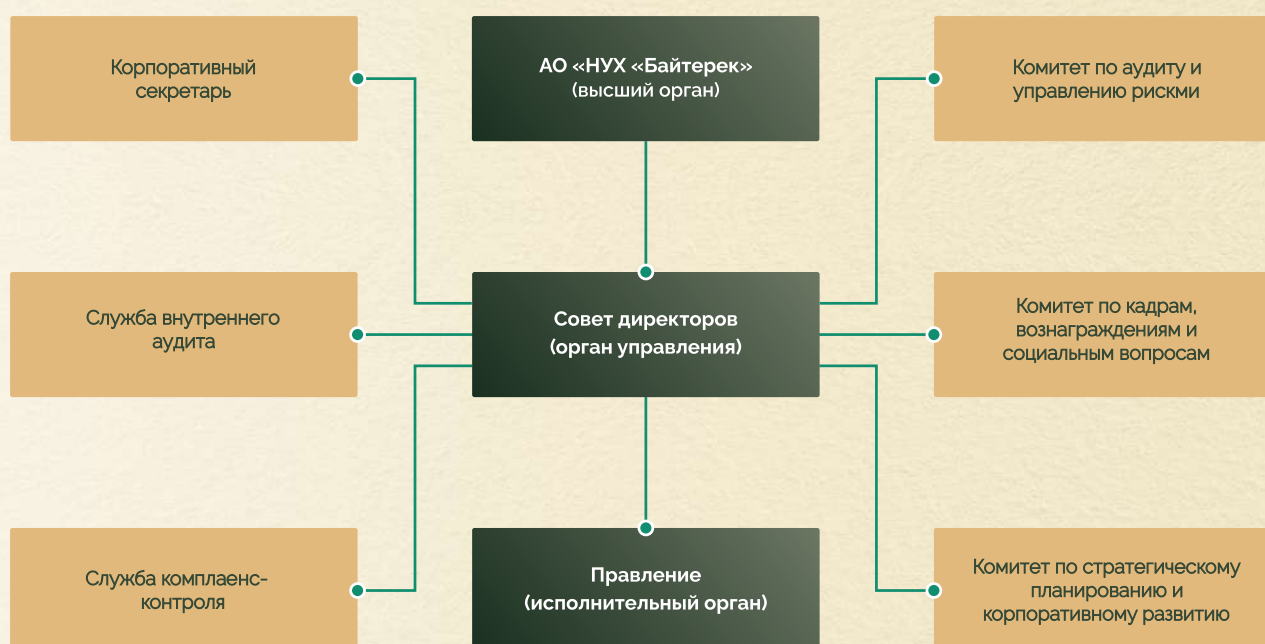 Корпоративный
секретарь
АО «НУХ «Байтерек»
(высший орган)
Комитет по аудиту и
управлению рискми
Служба внутреннего
аудита
Совет директоров
(орган управления)
Комитет по кадрам,
вознаграждениям и
социальным вопросам
Служба комплаенс-
контроля
Правление
(исполнительный орган)
Комитет по стратегическому
планированию и
корпоративному развитию